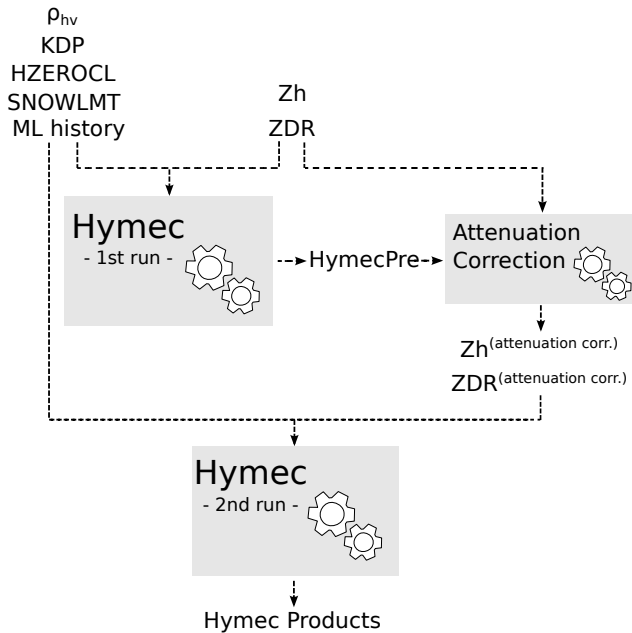 ρhv
KDP
HZEROCL
SNOWLMT
ML history
Zh
ZDR
Hymec
- 1st run -
HymecPre
Attenuation
Correction
Zh(attenuation corr.)
ZDR(attenuation corr.)
Hymec
- 2nd run -
Hymec Products